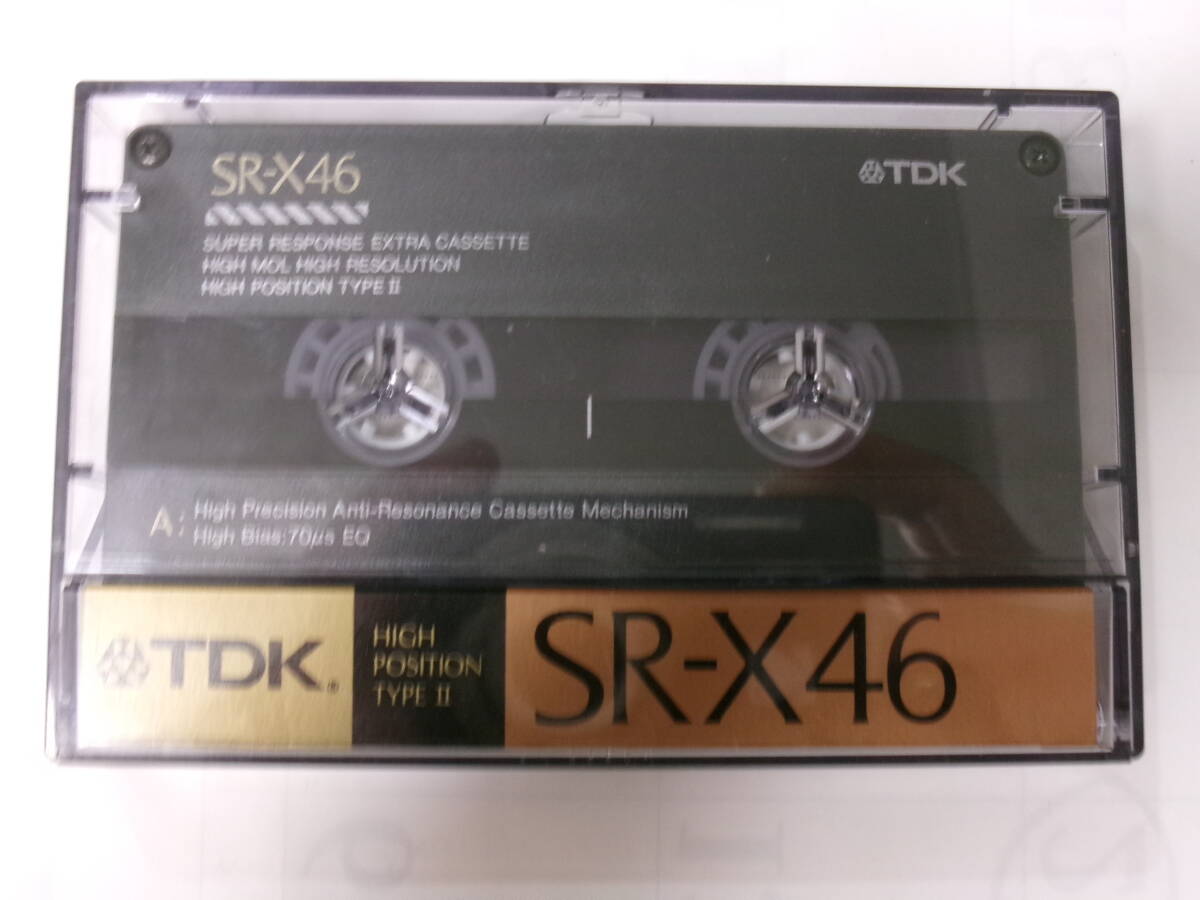 SR-X46
TDK
SUPER RESPONSE EXTRA CASSETTE
HIGH MOL HIGH RESOLUTION
HIGH POSITION TYPE II
A:
High Precision Anti-Resonance Cassette Mechanism
High Bias:70μs EQ
TDK®
HIGH
POSITION
TYPE II
SR-X46